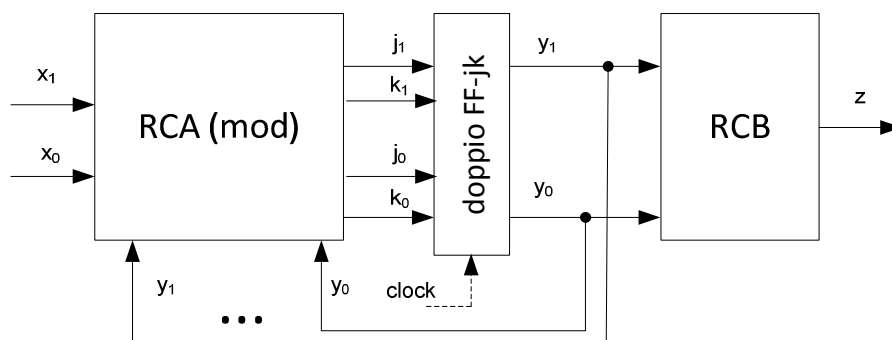 x1
x0
RCA (mod)
j1
k1
j0
k0
doppio FF-jk
clock
y1
y0
RCB
z
y1
y0
...